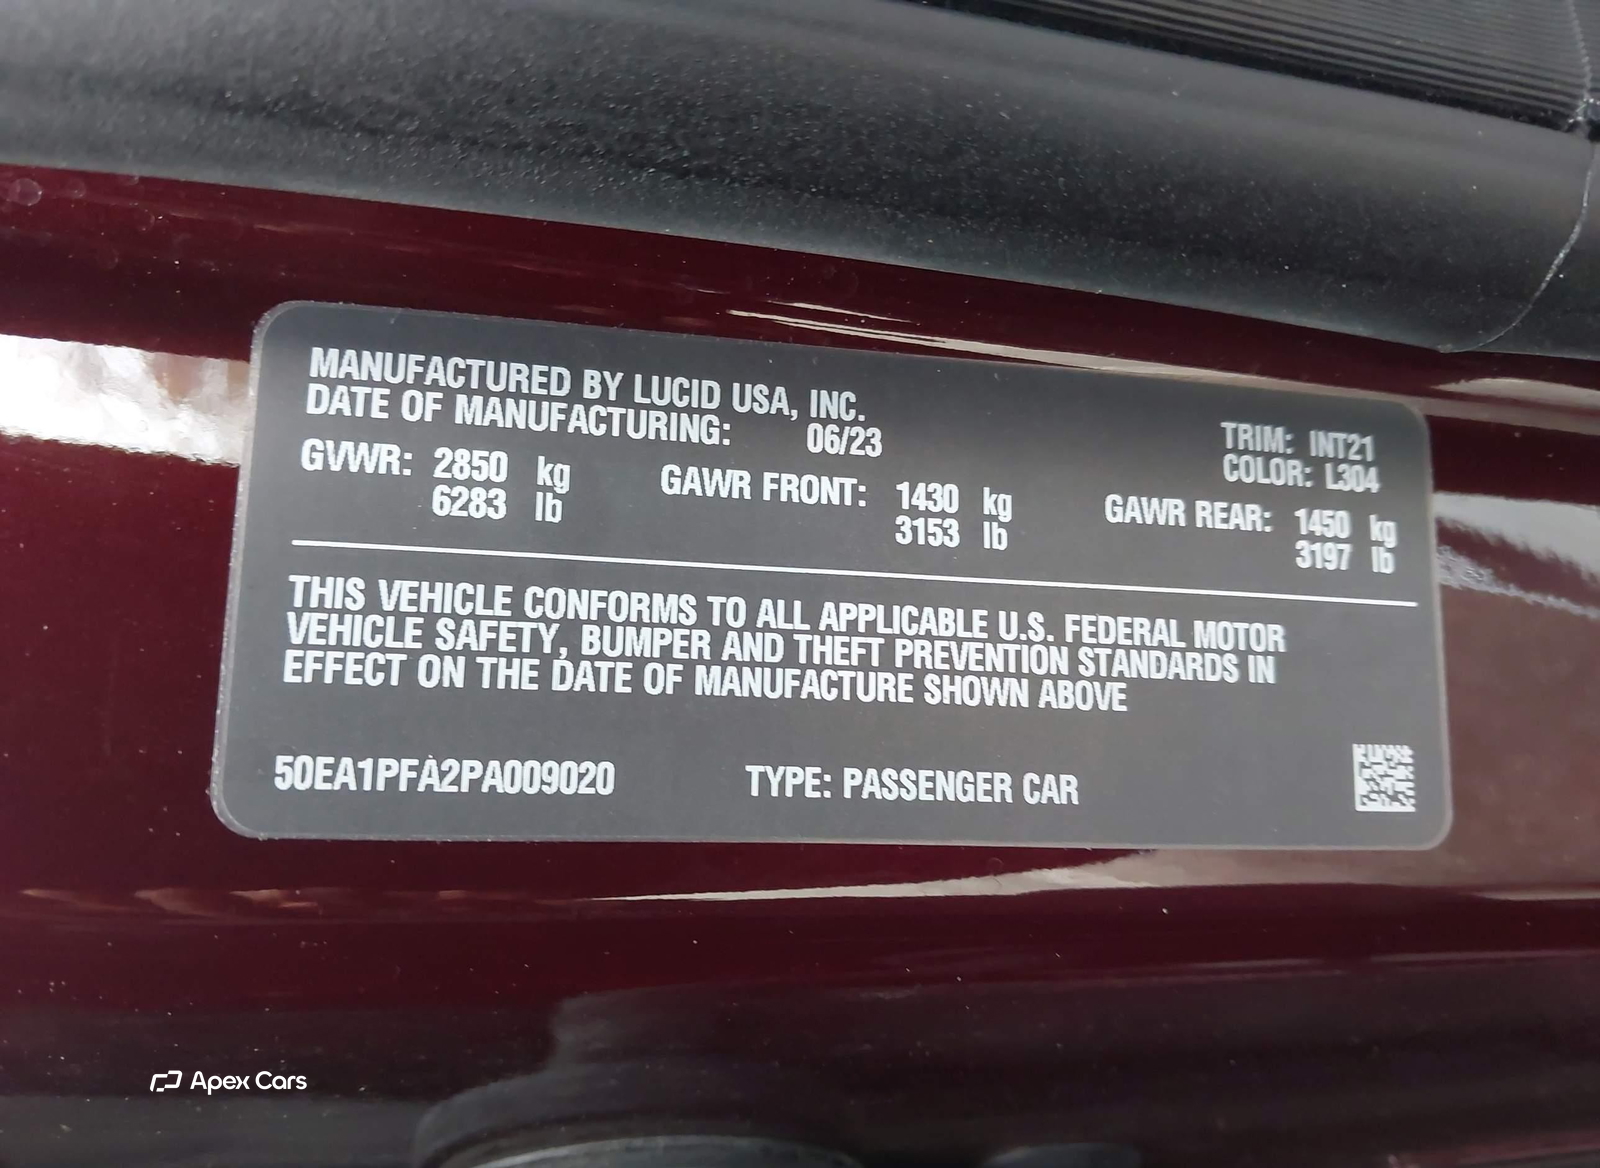 MANUFACTURED BY LUCID USA, INC.
DATE OF MANUFACTURING: 06/23
TRIM: INT21
COLOR: L304
GVWR: 2850 kg GAWR FRONT: 1430 kg GAWR REAR: 1450 kg
6283 lb 3153 lb 3197 lb
THIS VEHICLE CONFORMS TO ALL APPLICABLE U.S. FEDERAL MOTOR
VEHICLE SAFETY, BUMPER AND THEFT PREVENTION STANDARDS IN
EFFECT ON THE DATE OF MANUFACTURE SHOWN ABOVE
50EA1PFA2PA009020 TYPE: PASSENGER CAR
Apex Cars